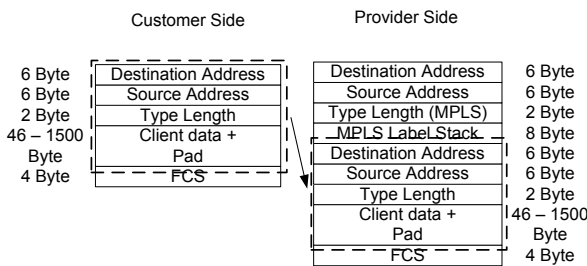 Customer Side
Provider Side
6 Byte
Destination Address
6 Byte
Source Address
2 Byte
Type Length
46 – 1500
Client data +
Byte
Pad
4 Byte
FCS
Destination Address
6 Byte
Source Address
6 Byte
Type Length (MPLS)
2 Byte
MPLS Label Stack
8 Byte
Destination Address
6 Byte
Source Address
6 Byte
Type Length
2 Byte
Client data +
46 – 1500
Pad
Byte
FCS
4 Byte